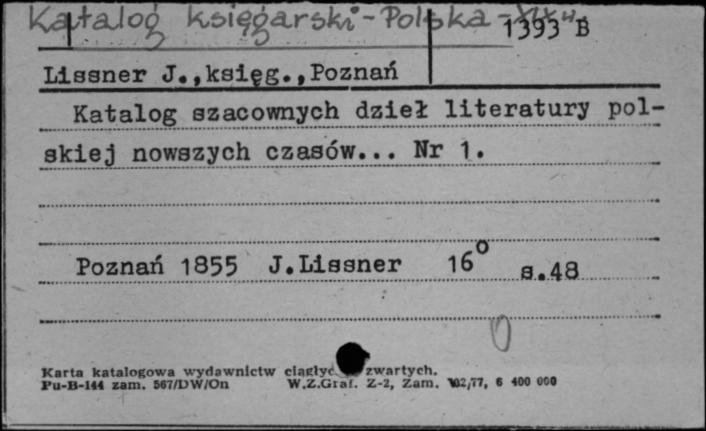 Katalog księgarski - Polska - XIX w.
1393 B
Lissner J., księg., Poznań
Katalog szacownych dzieł literatury pol-
skiej nowszych czasów... Nr 1.
Poznań 1855 J.Lissner 16° s.48
Karta katalogowa wydawnictw ciągłyc zwartych.
Pu-B-144 zam. 567/DW/On W.Z.Graf. Z-2, Zam. 102/77, 6 400 000